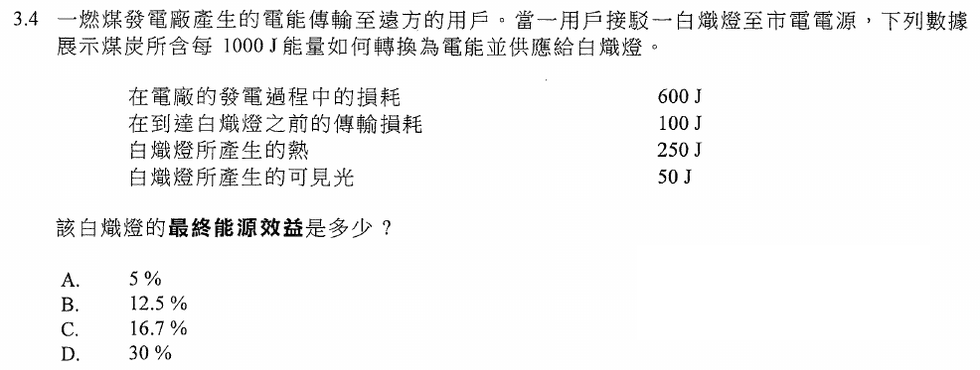 3.4 一燃煤發電廠產生的電能傳輸至遠方的用戶。當一用戶接駁一白熾燈至市電電源，下列數據
展示煤炭所含每 1000 J 能量如何轉換為電能並供應給白熾燈。
在電廠的發電過程中的損耗 600 J
在到達白熾燈之前的傳輸損耗 100 J
白熾燈所產生的熱 250 J
白熾燈所產生的可見光 50 J
該白熾燈的最終能源效益是多少？
A. 5 %
B. 12.5 %
C. 16.7 %
D. 30 %